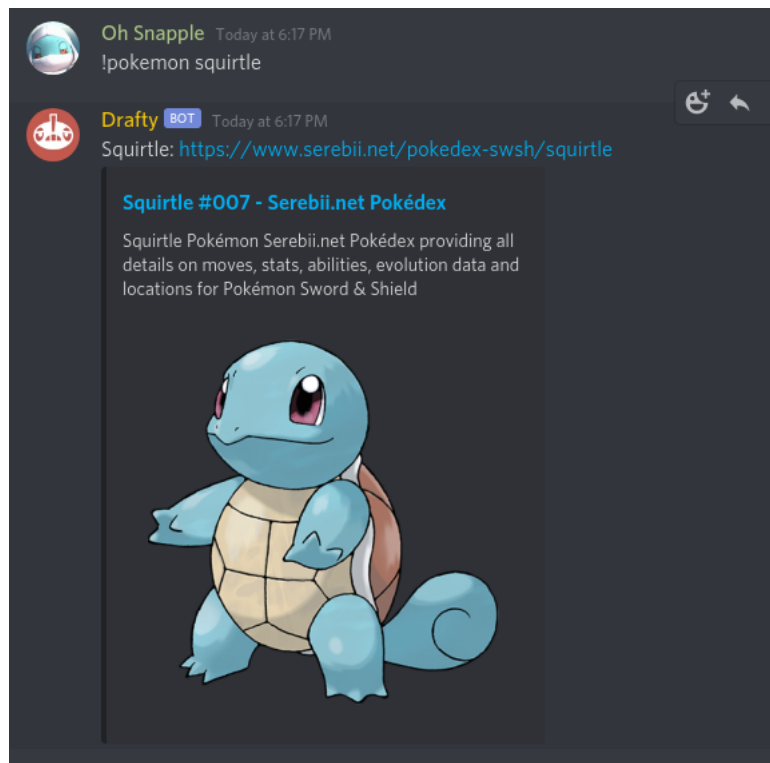 Oh Snapple Today at 6:17 PM
!pokemon squirtle
Drafty BOT Today at 6:17 PM
Squirtle: https://www.serebii.net/pokedex-swsh/squirtle
Squirtle #007 - Serebii.net Pokédex
Squirtle Pokémon Serebii.net Pokédex providing all
details on moves, stats, abilities, evolution data and
locations for Pokémon Sword & Shield